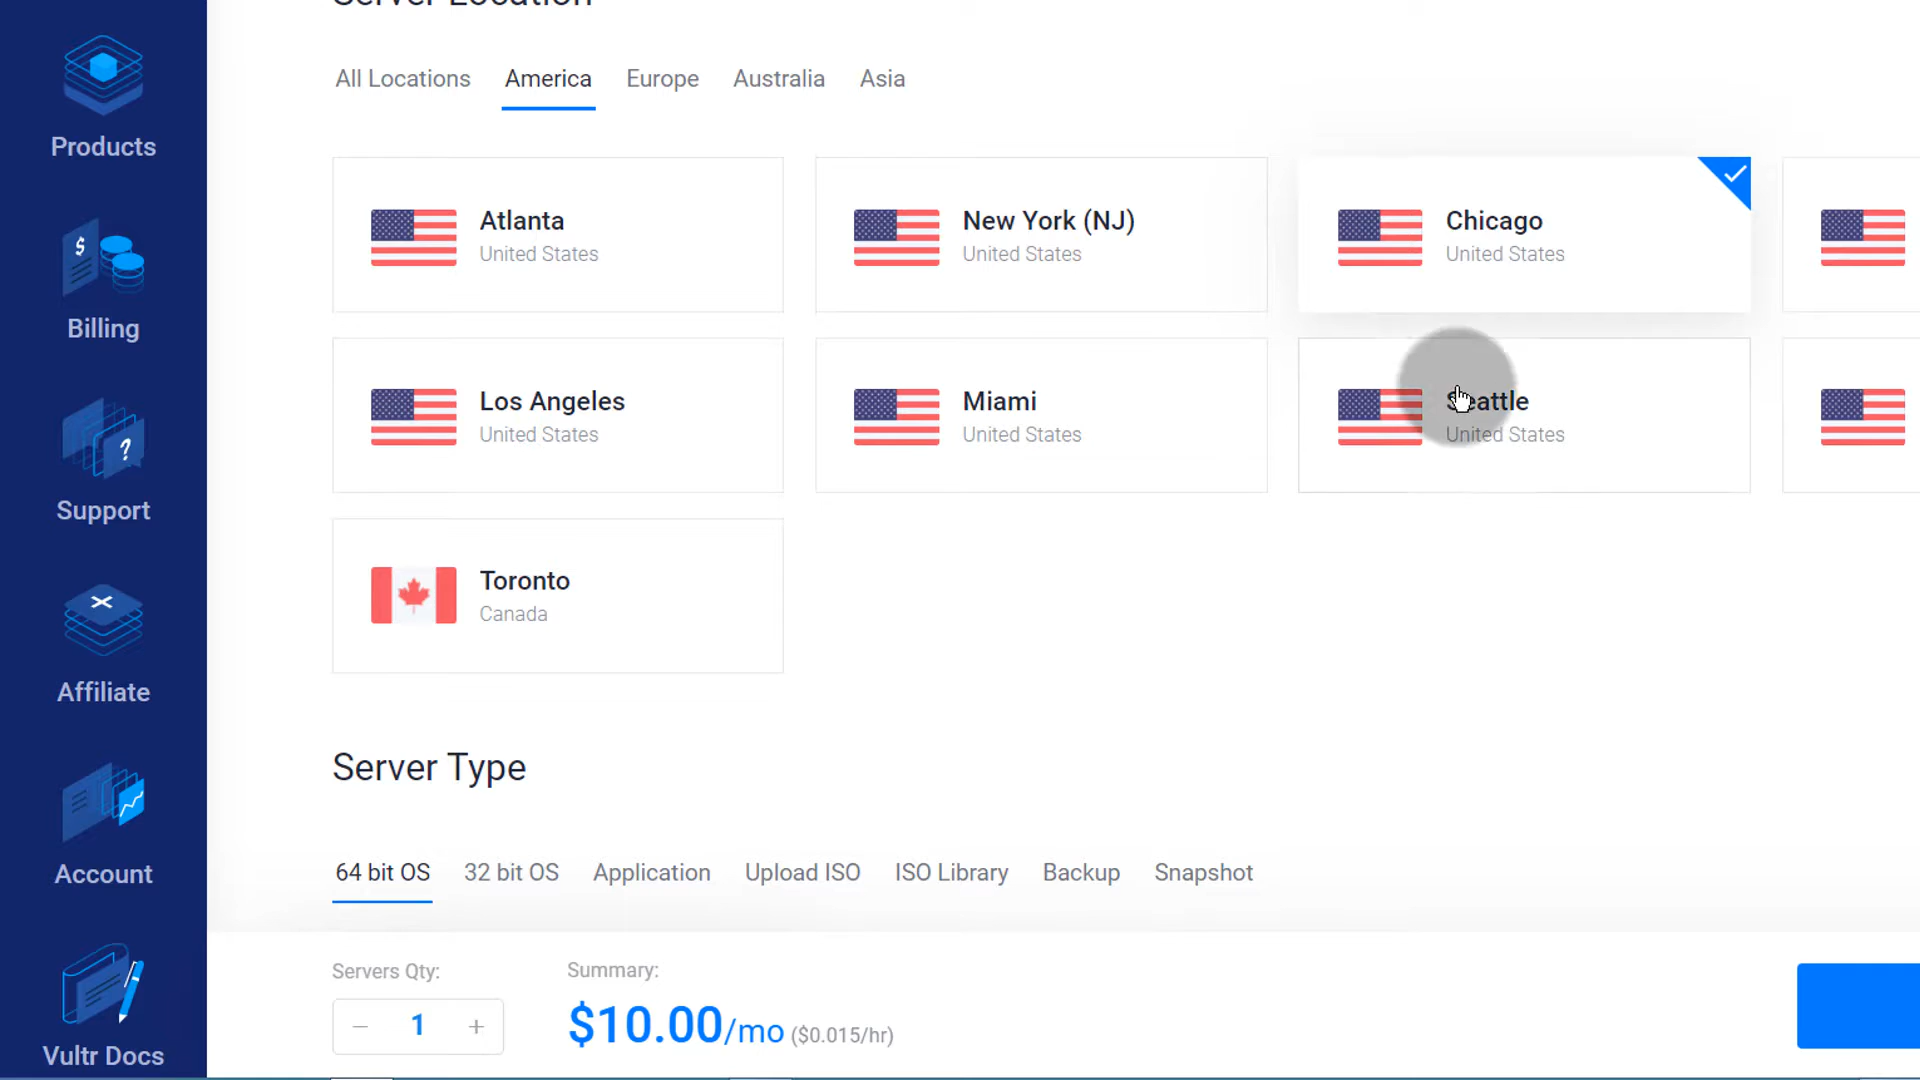 Server Location
All Locations America Europe Australia Asia
Products
Atlanta
United States
New York (NJ)
United States
Chicago
United States
Billing
Los Angeles
United States
Miami
United States
Seattle
United States
Support
Toronto
Canada
Affiliate
Server Type
Account
64 bit OS 32 bit OS Application Upload ISO ISO Library Backup Snapshot
Servers Qty:
− 1 +
Summary:
$10.00/mo ($0.015/hr)
Vultr Docs